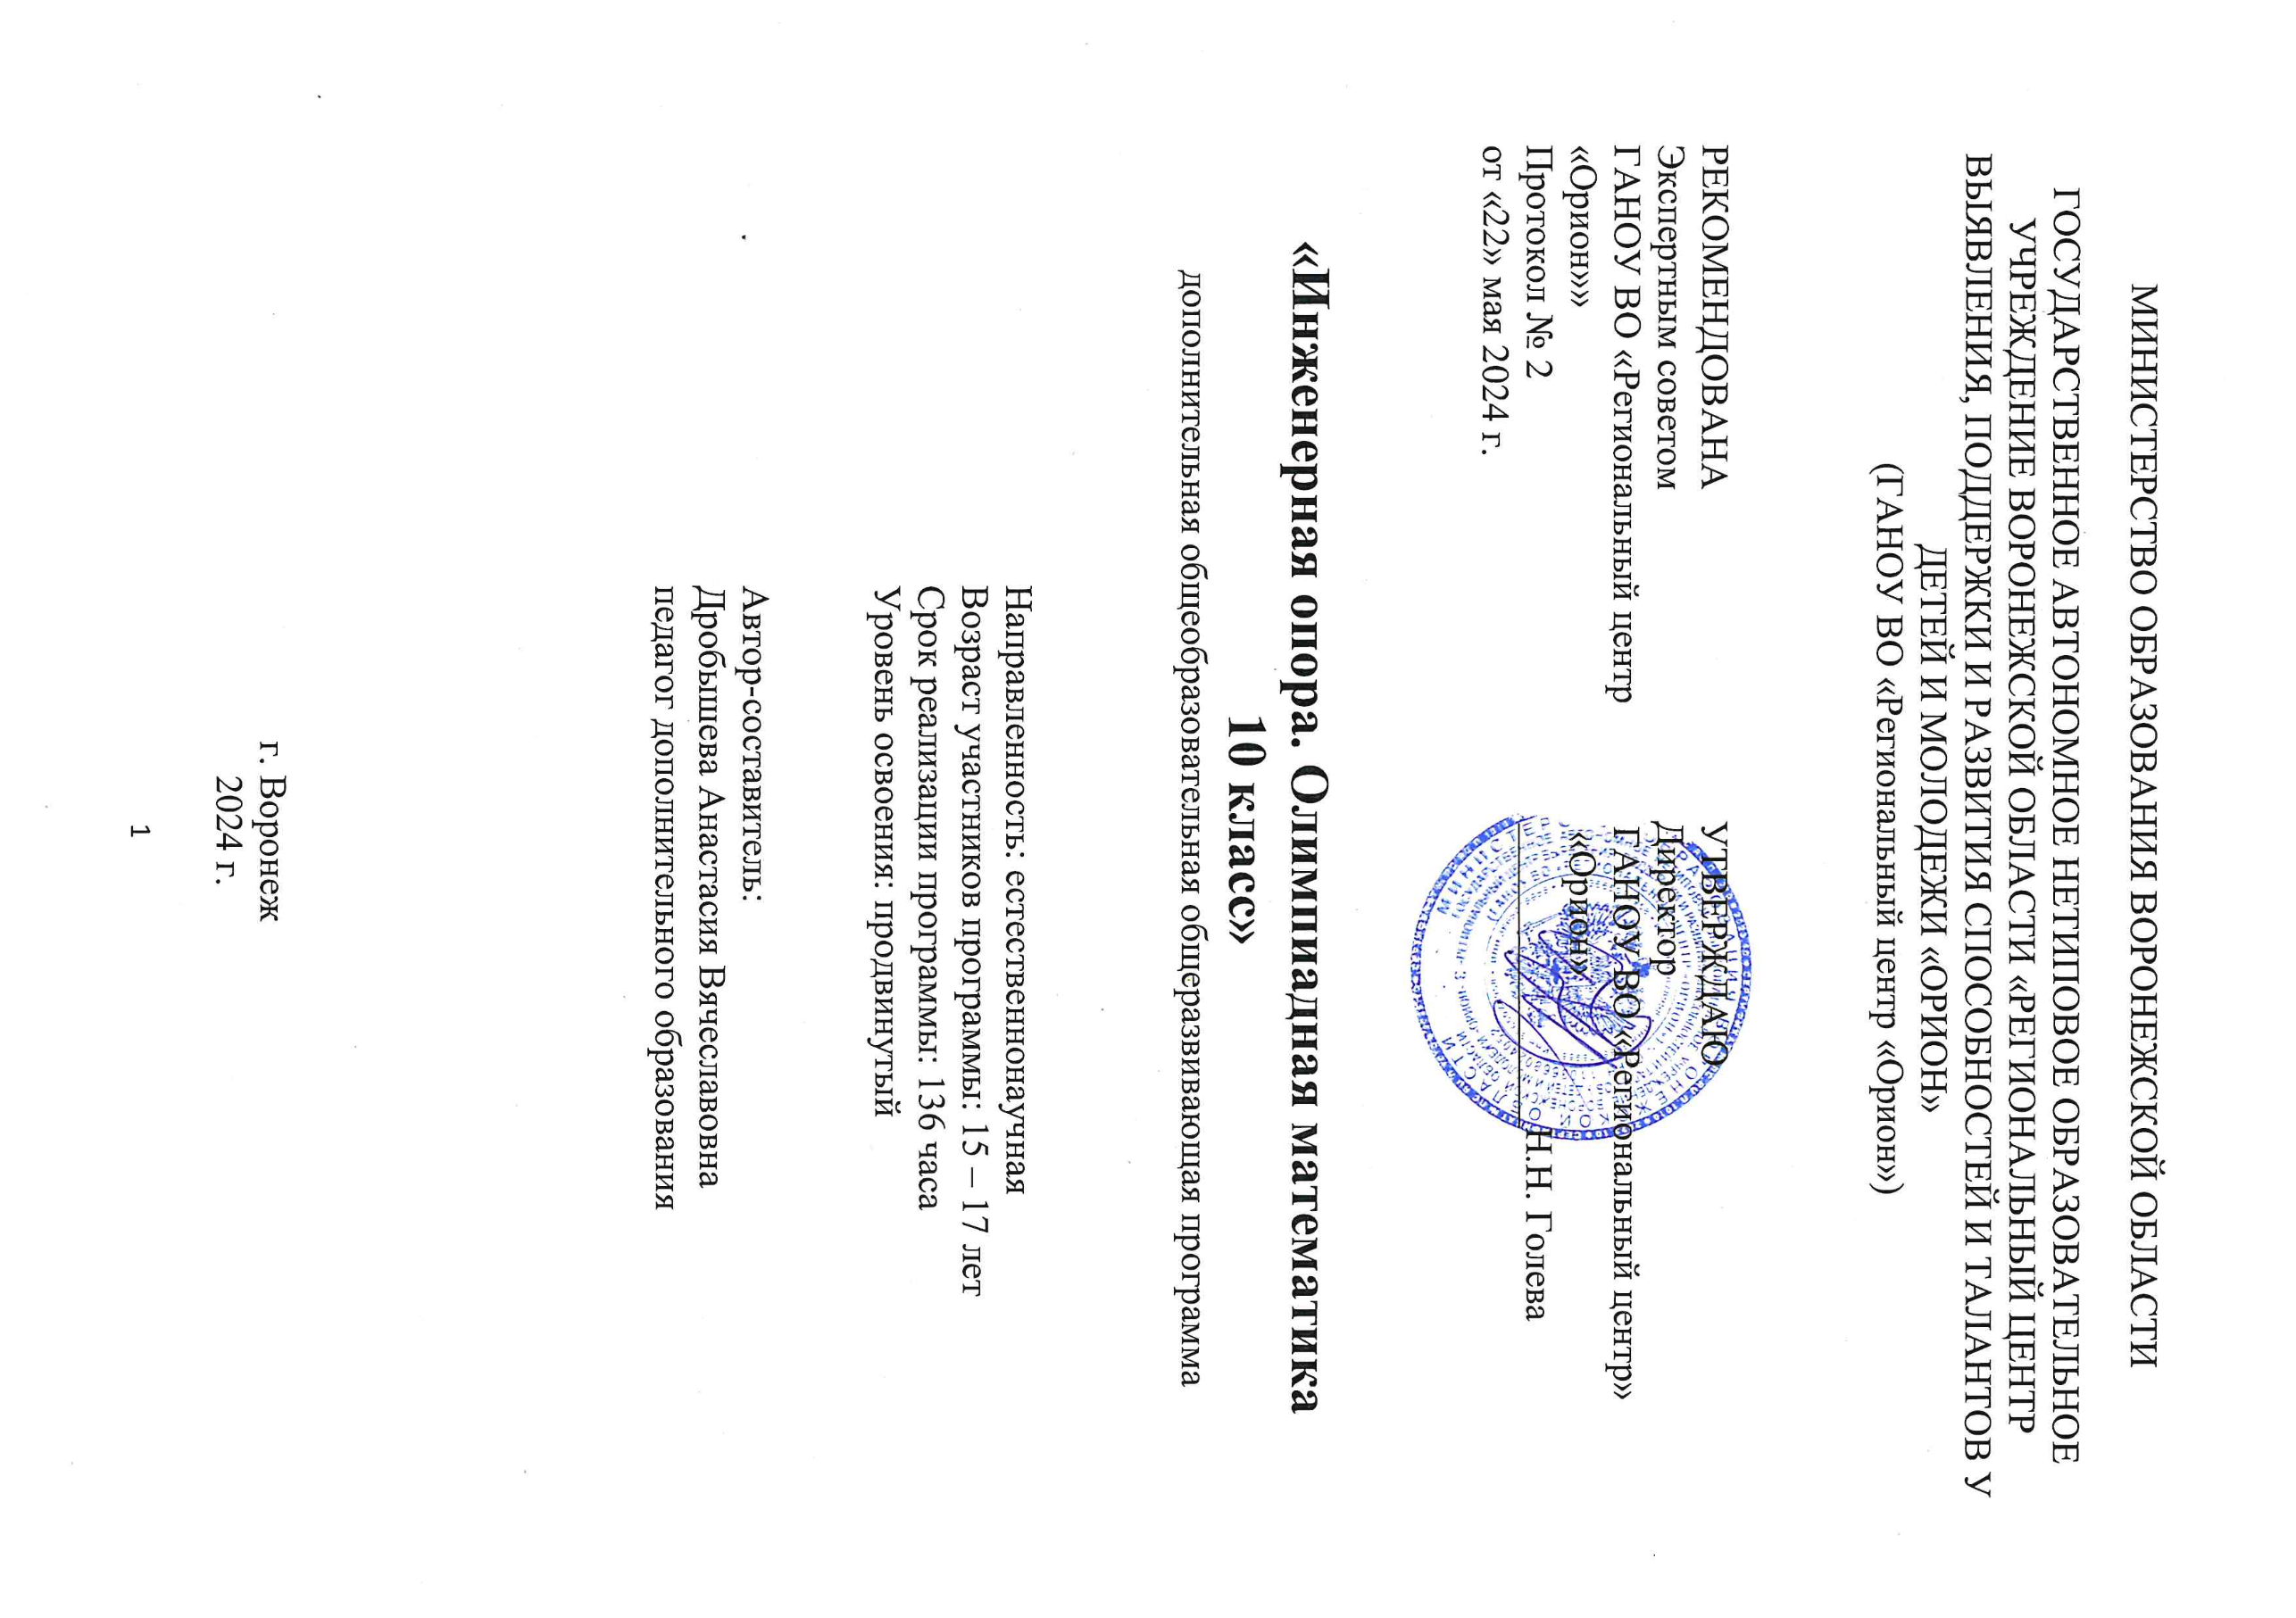 МИНИСТЕРСТВО ОБРАЗОВАНИЯ ВОРОНЕЖСКОЙ ОБЛАСТИ
ГОСУДАРСТВЕННОЕ АВТОНОМНОЕ НЕТИПОВОЕ ОБРАЗОВАТЕЛЬНОЕ
УЧРЕЖДЕНИЕ ВОРОНЕЖСКОЙ ОБЛАСТИ «РЕГИОНАЛЬНЫЙ ЦЕНТР
ВЫЯВЛЕНИЯ, ПОДДЕРЖКИ И РАЗВИТИЯ СПОСОБНОСТЕЙ И ТАЛАНТОВ У
ДЕТЕЙ И МОЛОДЕЖИ «ОРИОН»
(ГАНОУ ВО «Региональный центр «Орион»)
РЕКОМЕНДОВАНА
Экспертным советом
ГАНОУ ВО «Региональный центр
«Орион»»
Протокол № 2
от «22» мая 2024 г.
УТВЕРЖДАЮ
Директор
ГАНОУ ВО «Региональный центр»
«Орион»
Н.Н. Голева
«Инженерная опора. Олимпиадная математика
10 класс»
дополнительная общеобразовательная общеразвивающая программа
Направленность: естественнонаучная
Возраст участников программы: 15 – 17 лет
Срок реализации программы: 136 часа
Уровень освоения: продвинутый
Автор-составитель:
Дробышева Анастасия Вячеславовна
педагог дополнительного образования
г. Воронеж
2024 г.
1